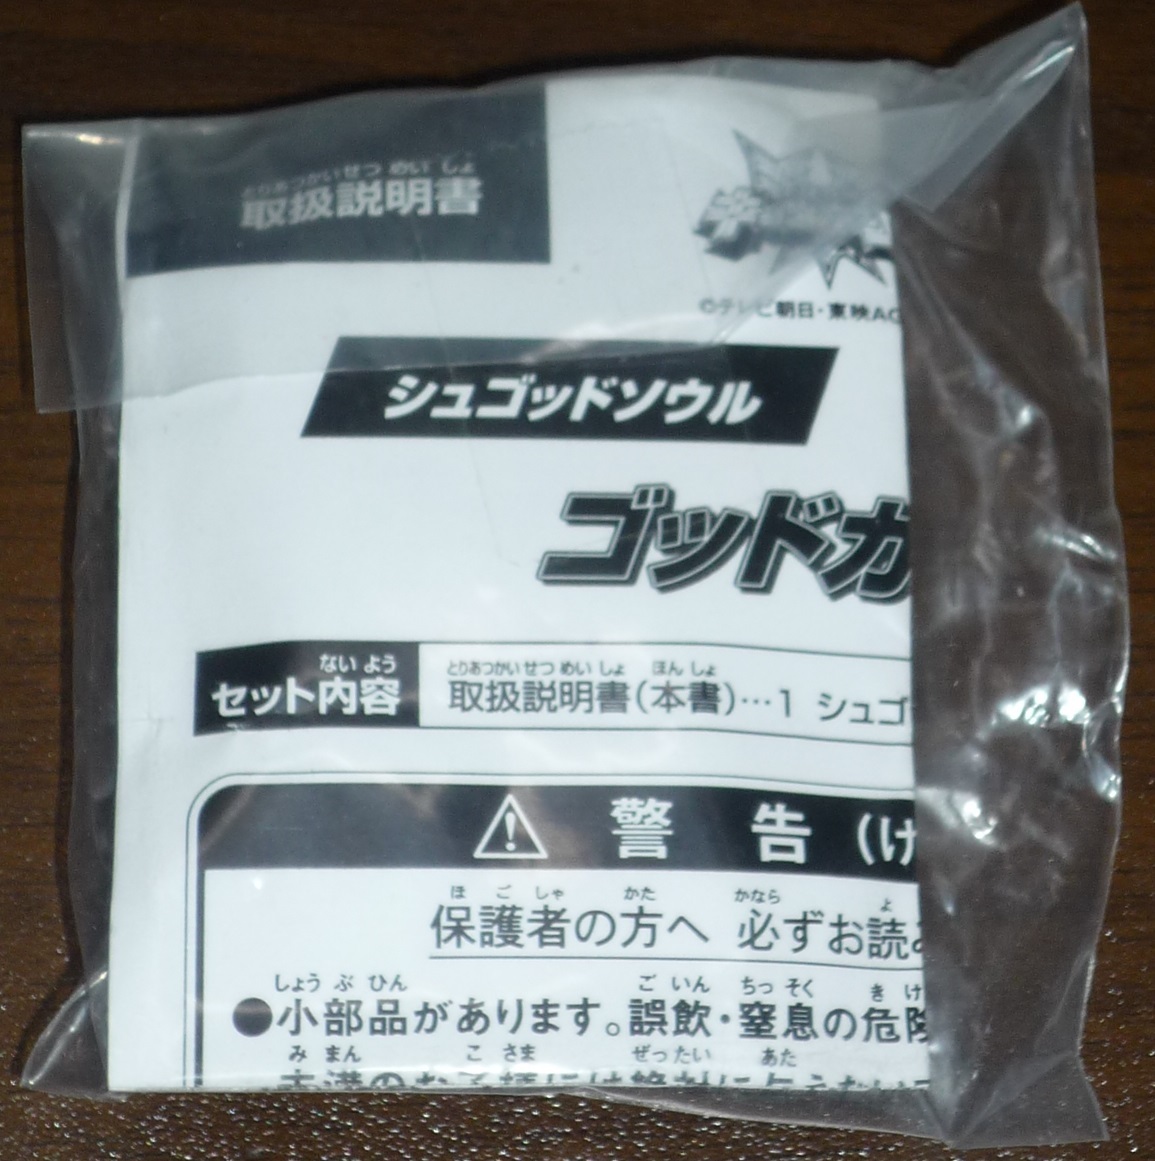 とりあつかいせつ めい しょ
取扱説明書
©テレビ朝日・東映AG
シュゴッドソウル
ゴッドカ
ない よう
セット内容
とりあつかいせつ めい しょ ほん しょ
取扱説明書(本書)…1 シュゴ
警 告 (け
ほ ご しゃ かた かなら よ
保護者の方へ 必ずお読み
しょう ぶ ひん ご いん ちっ そく き け
●小部品があります。誤飲・窒息の危険
み まん こ さま ぜったい あた